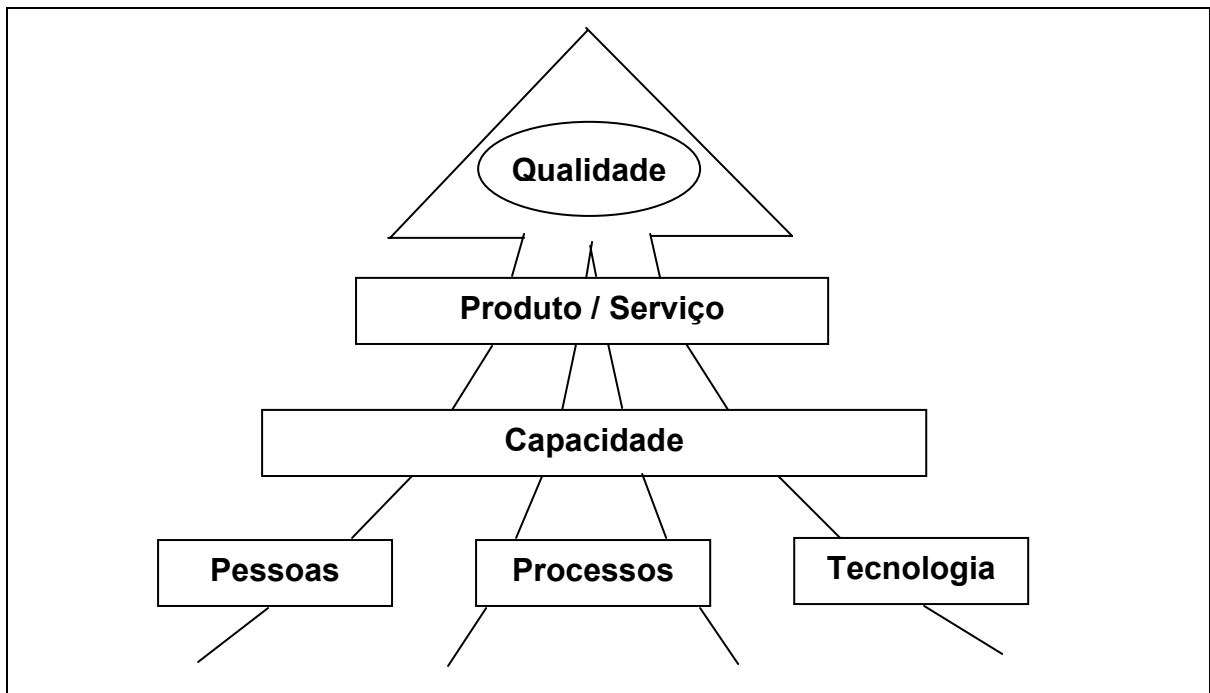 Qualidade
Produto / Serviço
Capacidade
Pessoas
Processos
Tecnologia